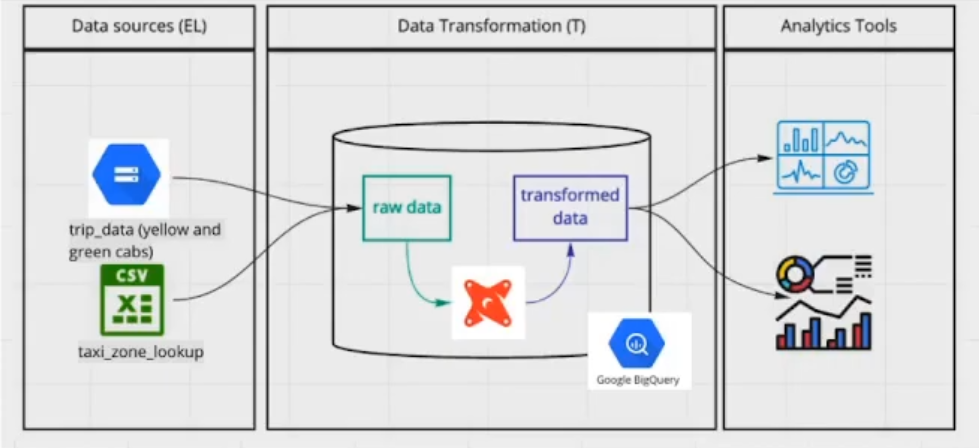 Data sources (EL)
Data Transformation (T)
Analytics Tools
trip_data (yellow and
green cabs)
CSV
taxi_zone_lookup
raw data
transformed
data
Google BigQuery